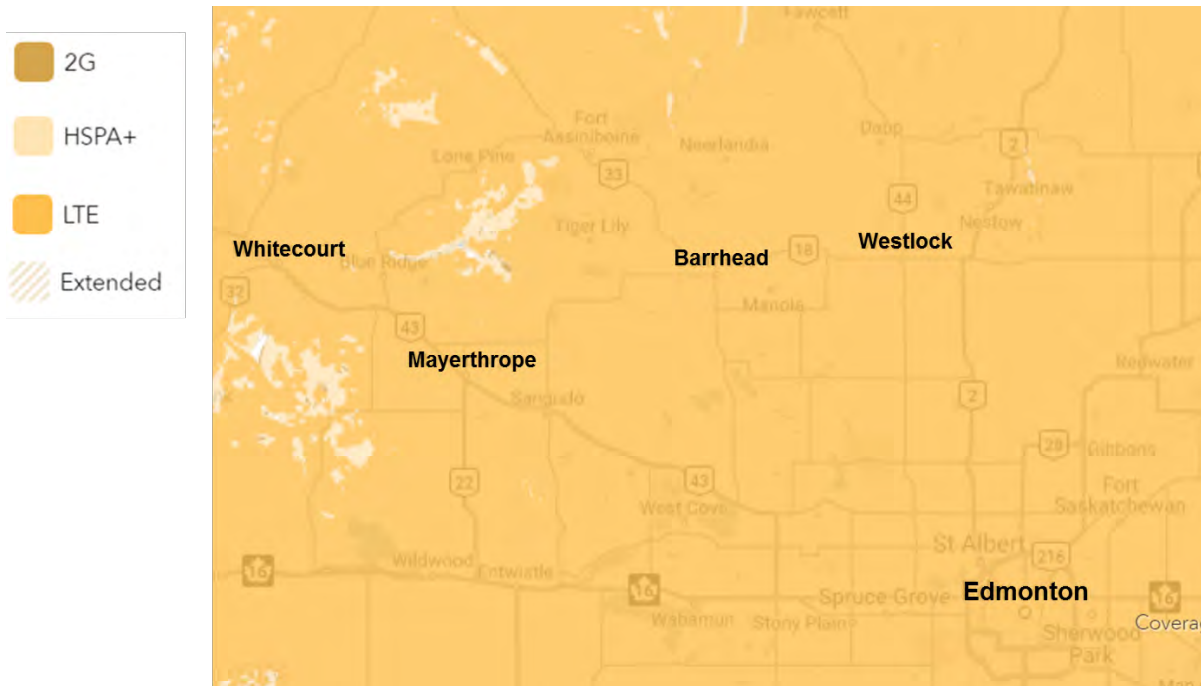 2G
HSPA+
LTE
Extended
Fawcett
Fort
Assiniboine
Neerlandia
Dapp
2
Lone Pine
33
Tawatinaw
44
Nestow
Tiger Lily
Whitecourt
Blue Ridge
Barrhead
18
Westlock
32
Manola
43
Mayerthrope
Redwater
Sangudo
2
28
Gibbons
22
43
West Cove
Fort
Saskatchewan
St Albert
216
16
Wildwood
Entwistle
16
Spruce Grove
Edmonton
16
Wabamun
Stony Plain
Sherwood
Park
Covera